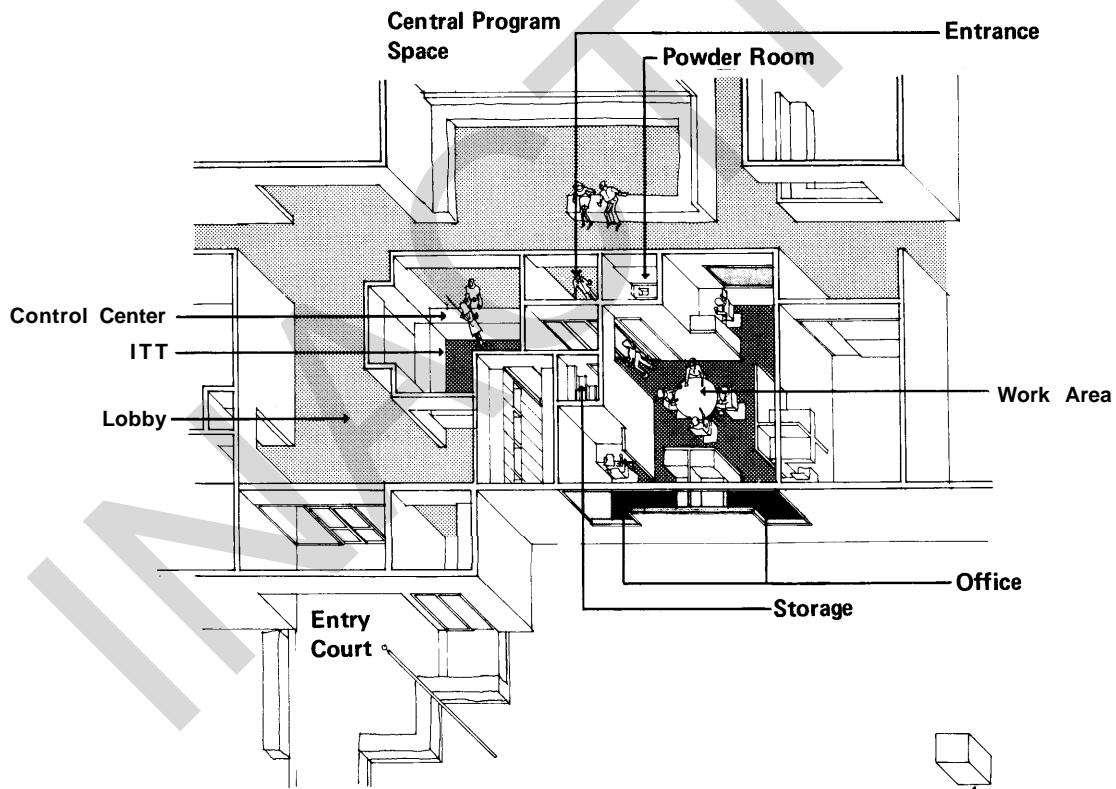 Central Program
Space
Entrance
Powder Room
Control Center
ITT
Lobby
Work Area
Office
Storage
Entry
Court